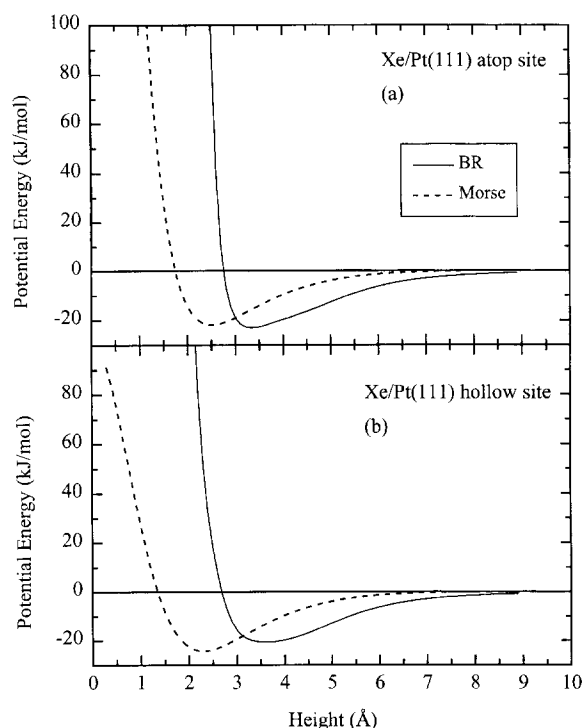 100
80
60
40
20
0
-20
Potential Energy (kJ/mol)
Xe/Pt(111) atop site
(a)
BR
Morse
80
60
40
20
0
-20
Potential Energy (kJ/mol)
Xe/Pt(111) hollow site
(b)
0 1 2 3 4 5 6 7 8 9 10
Height (Å)